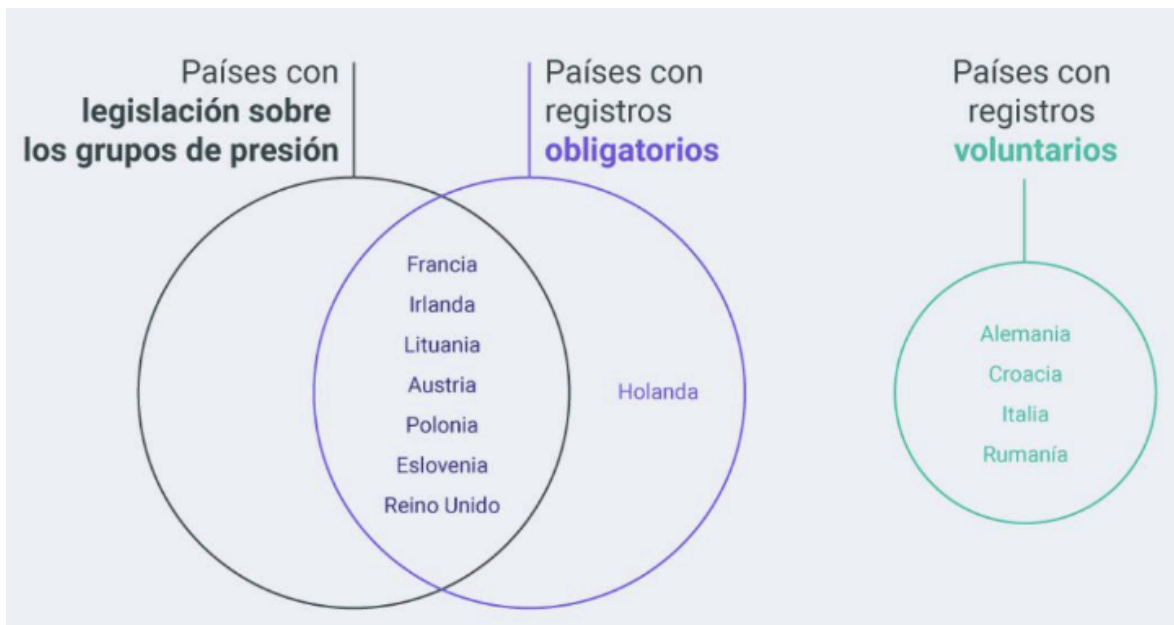 Países con
legislación sobre
los grupos de presión
Países con
registros
obligatorios
Países con
registros
voluntarios
Francia
Irlanda
Lituania
Austria
Polonia
Eslovenia
Reino Unido
Holanda
Alemania
Croacia
Italia
Rumanía